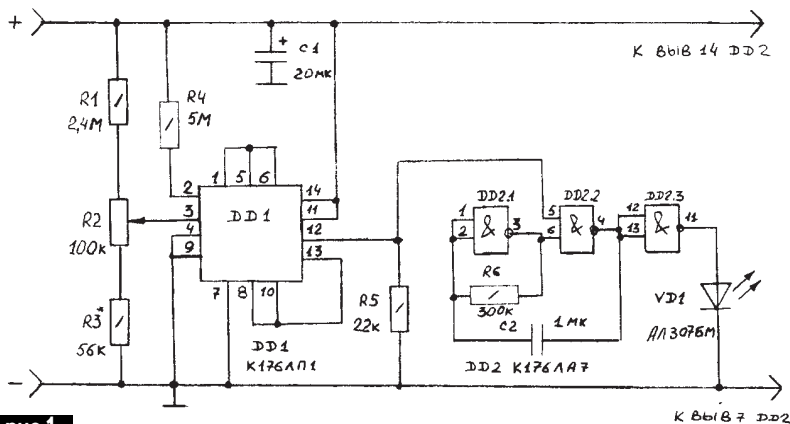 +
C1
20мк
К ВЫВ 14 DD2
R1
2,4М
R4
5М
+
1 5 6
2
3
4
9
DD1
14
11
12
13
7 8 10
R2
100к
R3*
56к
DD1
К176ЛП1
R5
22к
DD2.1
1
2
&
3
DD2.2
5
6
&
4
DD2.3
12
13
&
11
R6
300к
C2
1мк
DD2 К176ЛА7
VD1
АЛ307БМ
–
К ВЫВ 7 DD2